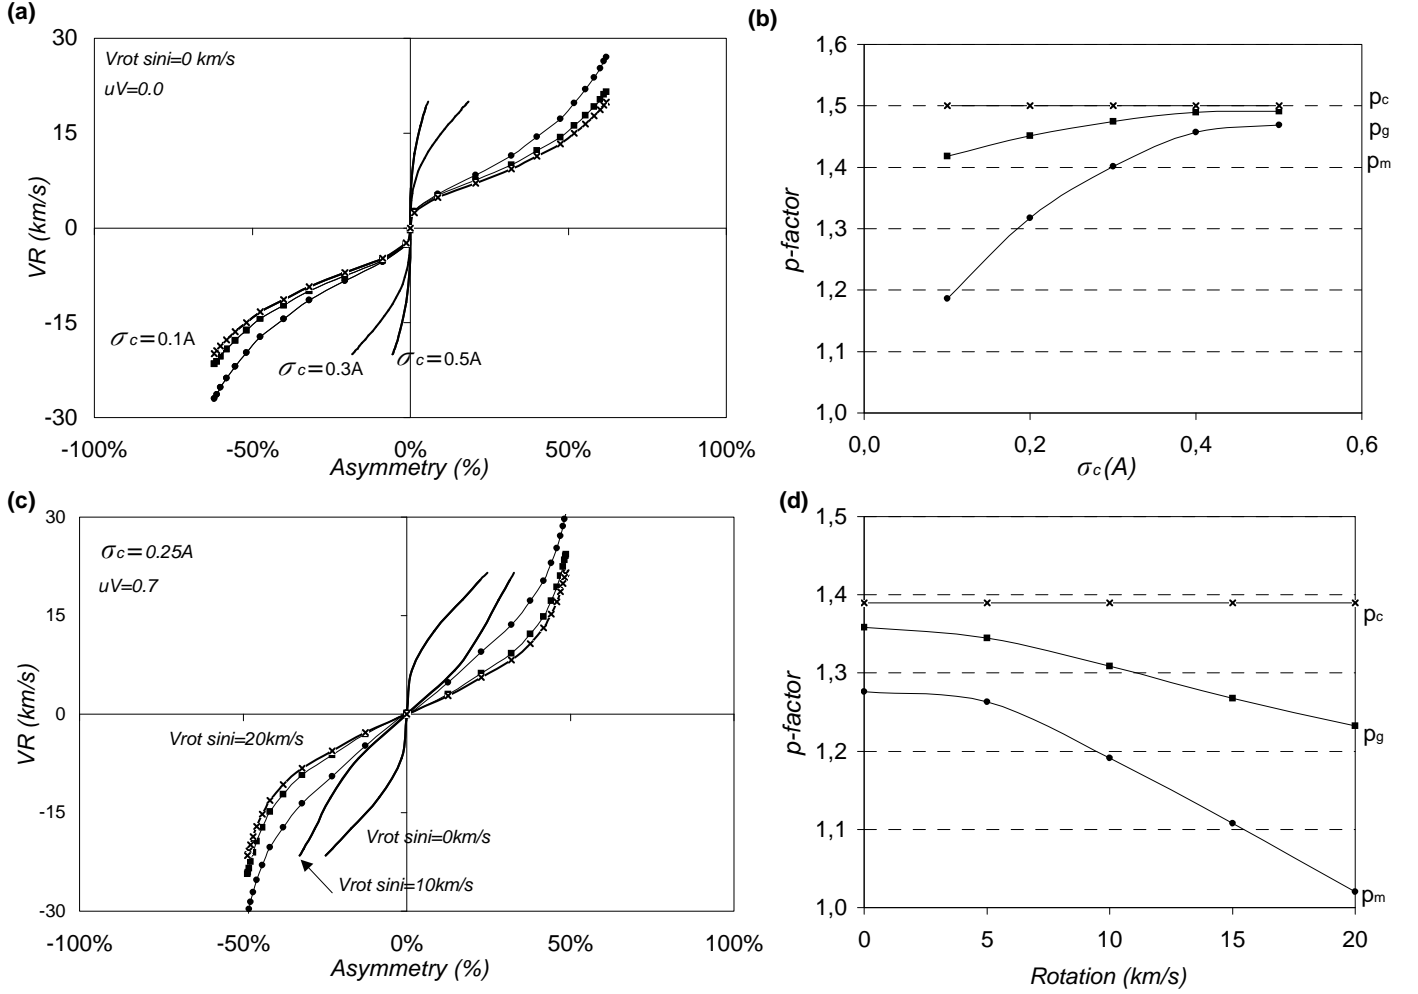 (a)
30
15
0
-15
-30
VR (km/s)
Vrot sini=0 km/s
uV=0.0
σc=0.1A
σc=0.3A
σc=0.5A
-100% -50% 0% 50% 100%
Asymmetry (%)
(b)
1,6
1,5
1,4
1,3
1,2
1,1
1,0
p-factor
pc
pg
pm
0,0 0,2 0,4 0,6
σc(A)
(c)
30
15
0
-15
-30
VR (km/s)
σc=0.25A
uV=0.7
Vrot sini=20km/s
Vrot sini=0km/s
Vrot sini=10km/s
-100% -50% 0% 50% 100%
Asymmetry (%)
(d)
1,5
1,4
1,3
1,2
1,1
1,0
p-factor
pc
pg
pm
0 5 10 15 20
Rotation (km/s)